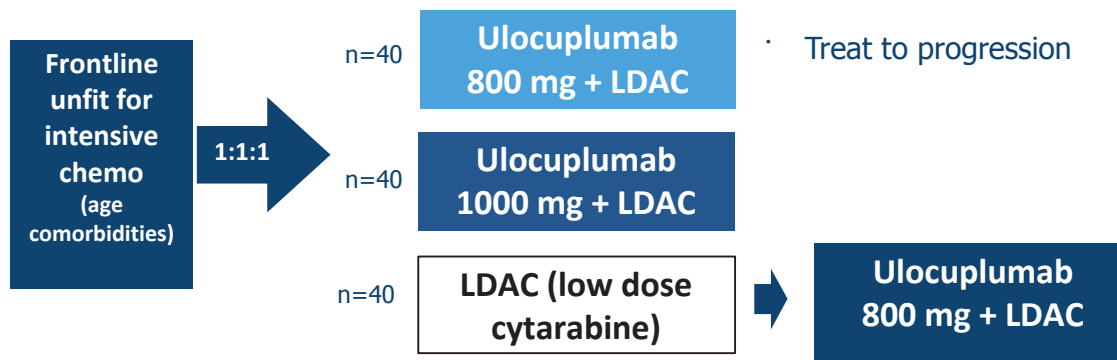 Frontline
unfit for
intensive
chemo
(age
comorbidities)
1:1:1
n=40
Ulocuplumab
800 mg + LDAC
· Treat to progression
n=40
Ulocuplumab
1000 mg + LDAC
n=40
LDAC (low dose
cytarabine)
Ulocuplumab
800 mg + LDAC